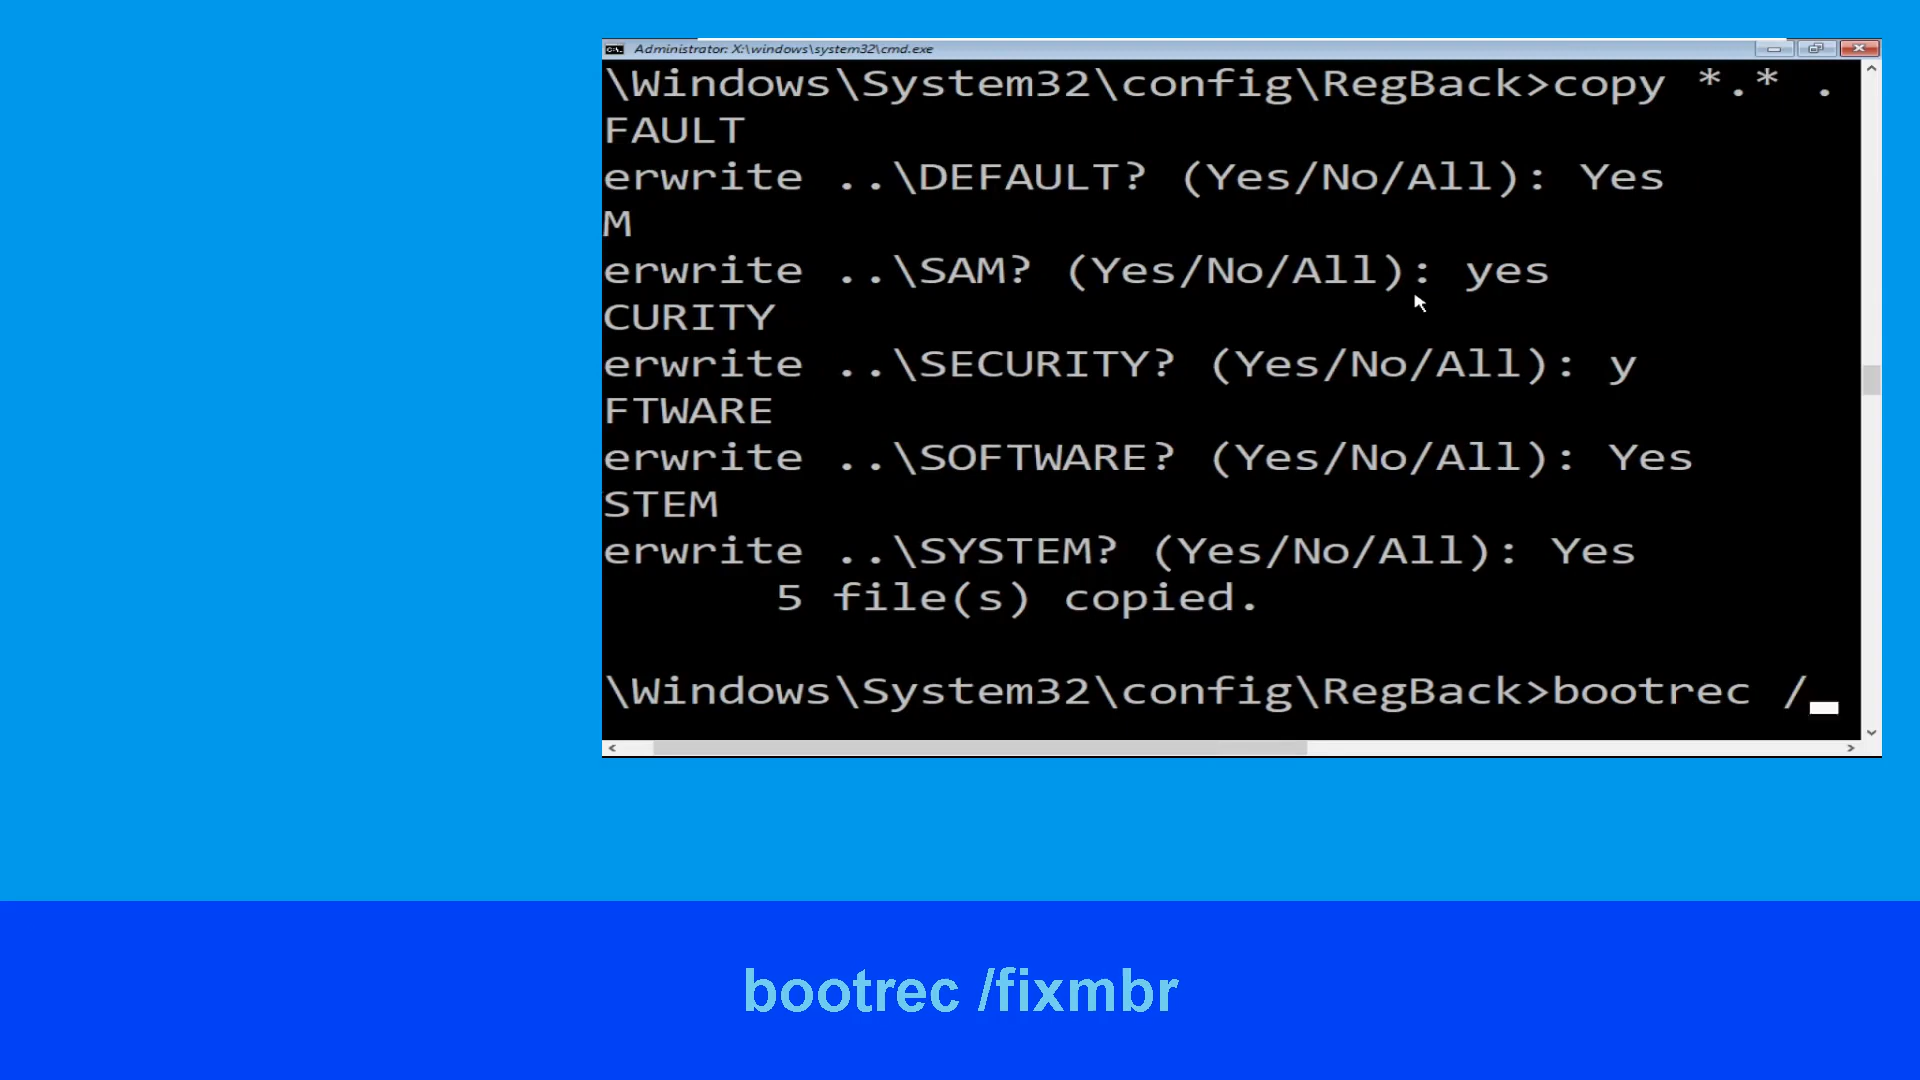 Administrator: X:\windows\system32\cmd.exe
\Windows\System32\config\RegBack>copy *.* .
FAULT
erwrite ..\DEFAULT? (Yes/No/All): Yes
M
erwrite ..\SAM? (Yes/No/All): yes
CURITY
erwrite ..\SECURITY? (Yes/No/All): y
FTWARE
erwrite ..\SOFTWARE? (Yes/No/All): Yes
STEM
erwrite ..\SYSTEM? (Yes/No/All): Yes
5 file(s) copied.
\Windows\System32\config\RegBack>bootrec /
bootrec /fixmbr